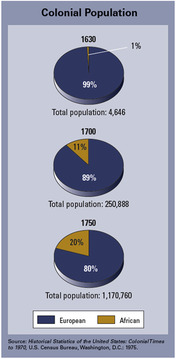 Colonial Population
1630
1%
99%
Total population: 4,646
1700
11%
89%
Total population: 250,888
1750
20%
80%
Total population: 1,170,760
European African
Source: Historical Statistics of the United States: Colonial Times
to 1970; U.S. Census Bureau, Washington, D.C.: 1975.